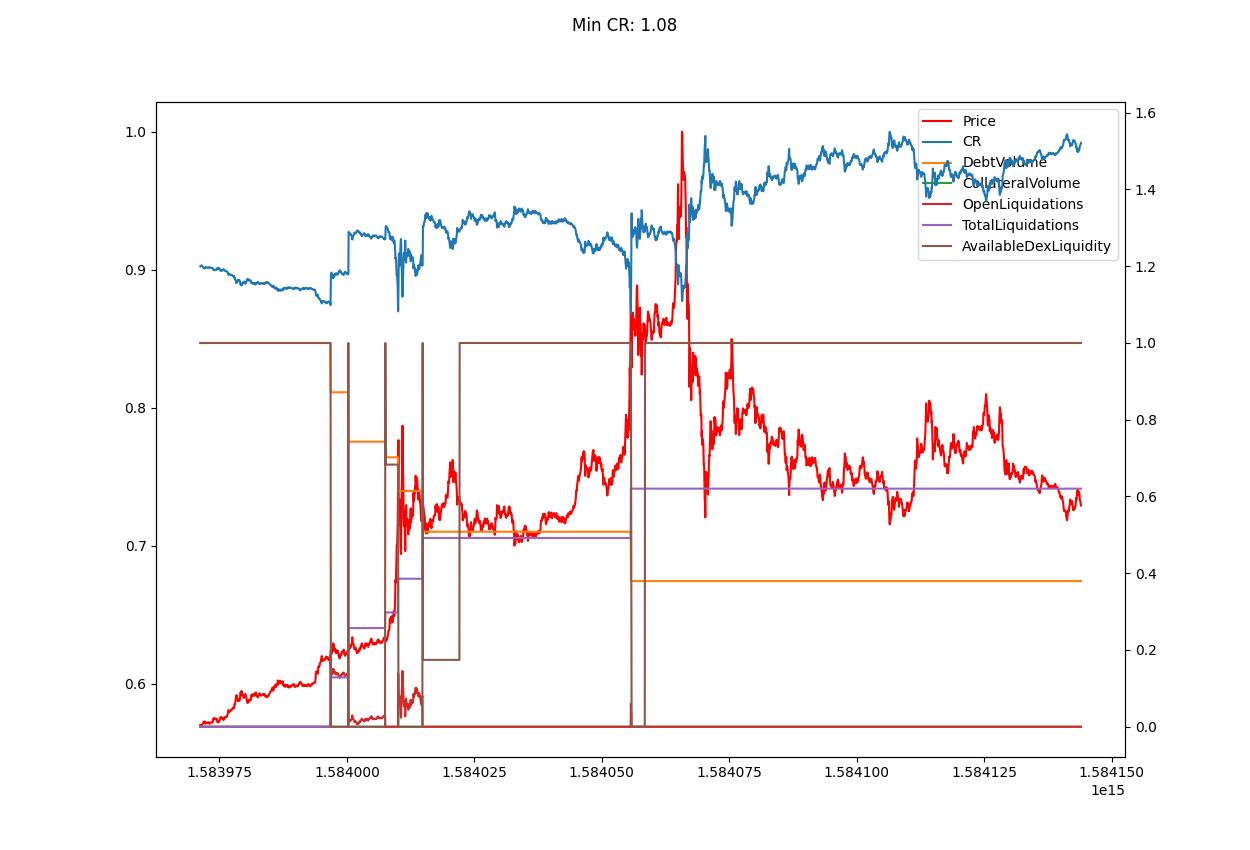 Min CR: 1.08
1.0
0.9
0.8
0.7
0.6
1.6
1.4
1.2
1.0
0.8
0.6
0.4
0.2
0.0
Price
CR
DebtVolume
CollateralVolume
OpenLiquidations
TotalLiquidations
AvailableDexLiquidity
1.583975 1.584000 1.584025 1.584050 1.584075 1.584100 1.584125 1.584150
1e15